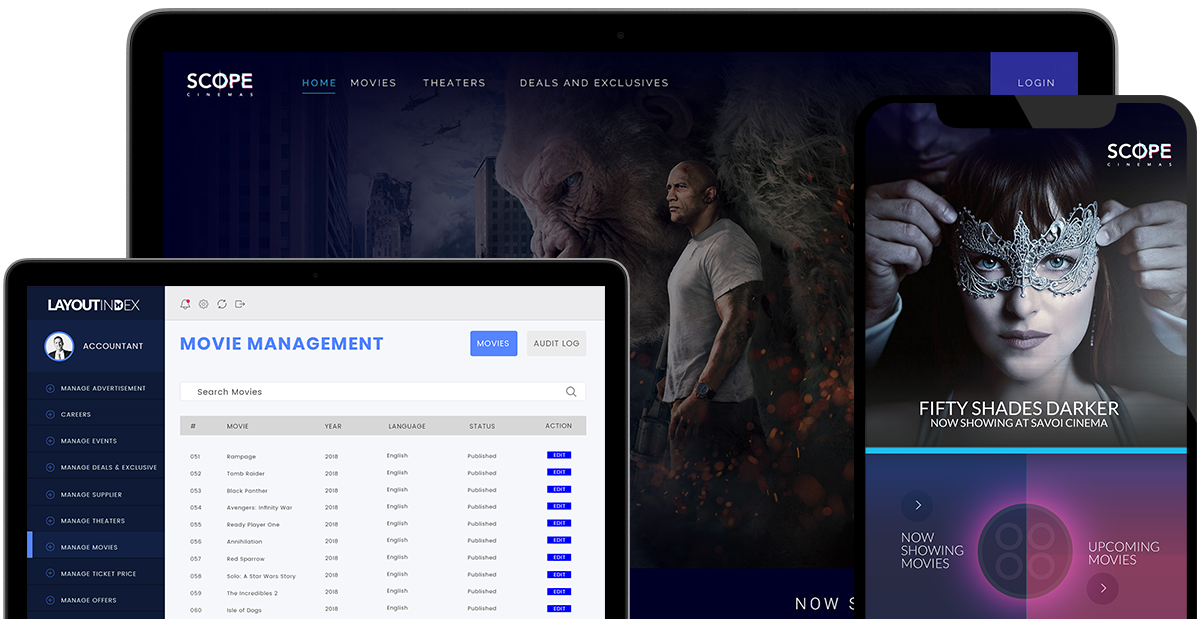 SCOPE
CINEMAS
HOME MOVIES THEATERS DEALS AND EXCLUSIVES LOGIN
NOW S
LAYOUTINDEX
ACCOUNTANT
MANAGE ADVERTISEMENT
CAREERS
MANAGE EVENTS
MANAGE DEALS & EXCLUSIVE
MANAGE SUPPLIER
MANAGE THEATERS
MANAGE MOVIES
MANAGE TICKET PRICE
MANAGE OFFERS
MOVIE MANAGEMENT
MOVIES AUDIT LOG
Search Movies
# MOVIE YEAR LANGUAGE STATUS ACTION
051 Rampage 2018 English Published EDIT
052 Tomb Raider 2018 English Published EDIT
053 Black Panther 2018 English Published EDIT
054 Avengers: Infinity War 2018 English Published EDIT
055 Ready Player One 2018 English Published EDIT
056 Annihilation 2018 English Published EDIT
057 Red Sparrow 2018 English Published EDIT
058 Solo: A Star Wars Story 2018 English Published EDIT
059 The Incredibles 2 2018 English Published EDIT
060 Isle of Dogs 2018 English Published EDIT
SCOPE
CINEMAS
FIFTY SHADES DARKER
NOW SHOWING AT SAVOI CINEMA
NOW
SHOWING
MOVIES
UPCOMING
MOVIES